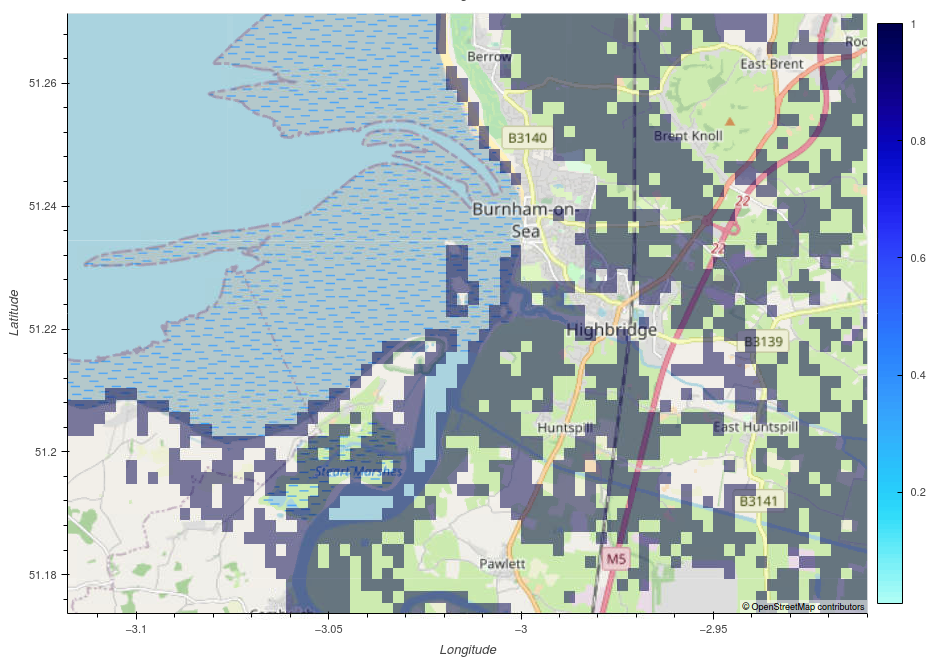 Berrow
East Brent
B3140
Brent Knoll
22
Burnham-on-
Sea
22
Highbridge
B3139
Huntspill
East Huntspill
Steart Marshes
B3141
M5
Pawlett
© OpenStreetMap contributors
51.26
51.24
51.22
51.2
51.18
−3.1
−3.05
−3
−2.95
Latitude
Longitude
1
0.8
0.6
0.4
0.2